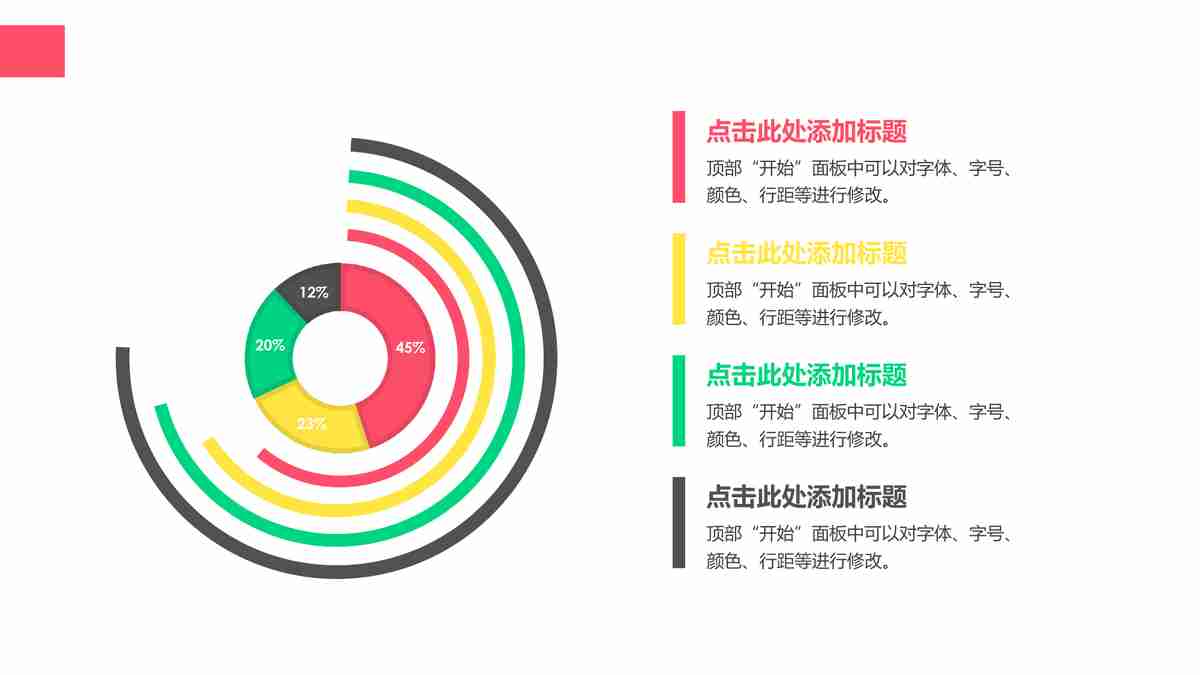 12%
20%
45%
23%
点击此处添加标题
顶部“开始”面板中可以对字体、字号、
颜色、行距等进行修改。
点击此处添加标题
顶部“开始”面板中可以对字体、字号、
颜色、行距等进行修改。
点击此处添加标题
顶部“开始”面板中可以对字体、字号、
颜色、行距等进行修改。
点击此处添加标题
顶部“开始”面板中可以对字体、字号、
颜色、行距等进行修改。